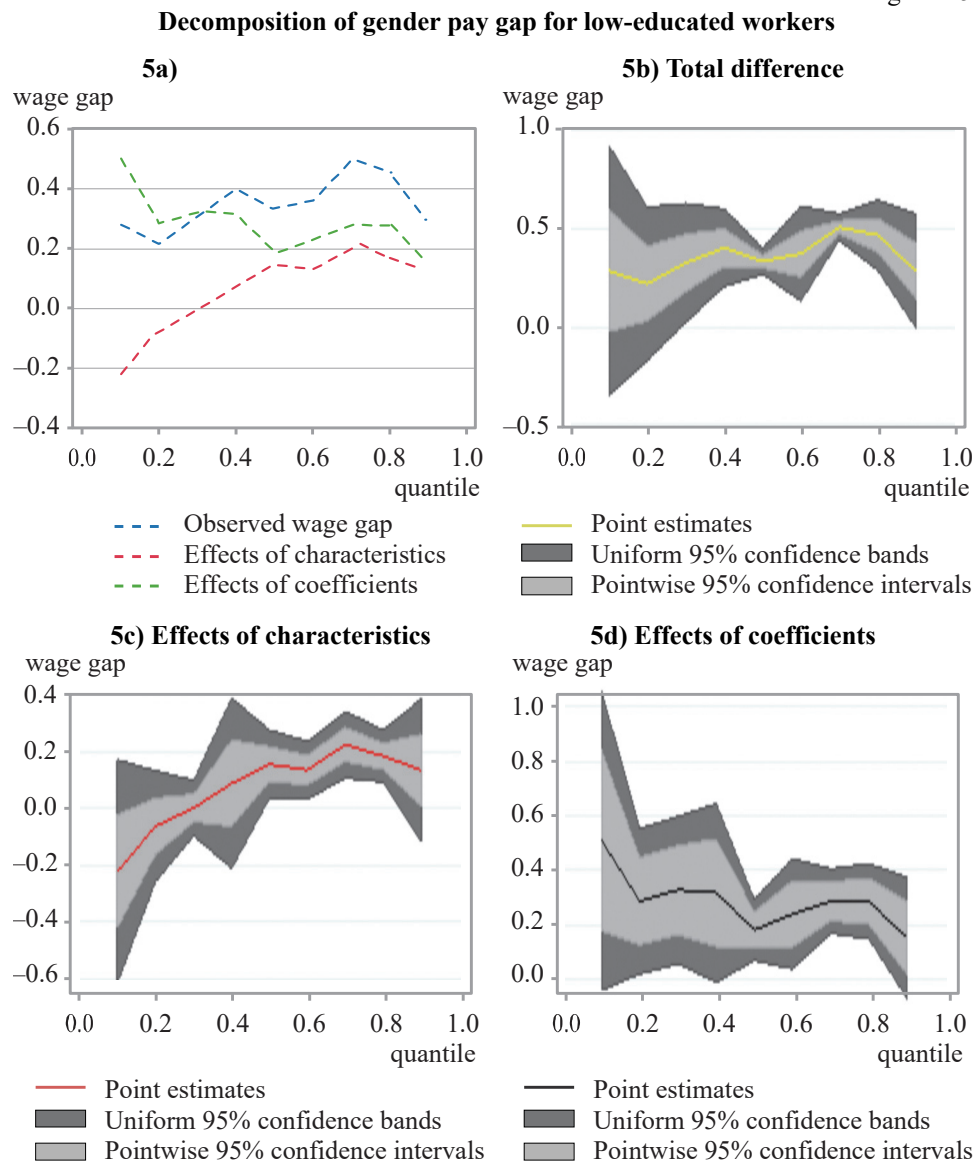 Decomposition of gender pay gap for low-educated workers
5a)
wage gap
0.6
0.4
0.2
0.0
–0.2
–0.4
0.0 0.2 0.4 0.6 0.8 1.0
quantile
Observed wage gap
Effects of characteristics
Effects of coefficients
5b) Total difference
wage gap
1.0
0.5
0.0
–0.5
0.0 0.2 0.4 0.6 0.8 1.0
quantile
Point estimates
Uniform 95% confidence bands
Pointwise 95% confidence intervals
5c) Effects of characteristics
wage gap
0.4
0.2
0.0
–0.2
–0.4
–0.6
0.0 0.2 0.4 0.6 0.8 1.0
quantile
Point estimates
Uniform 95% confidence bands
Pointwise 95% confidence intervals
5d) Effects of coefficients
wage gap
1.0
0.8
0.6
0.4
0.2
0.0
0.0 0.2 0.4 0.6 0.8 1.0
quantile
Point estimates
Uniform 95% confidence bands
Pointwise 95% confidence intervals